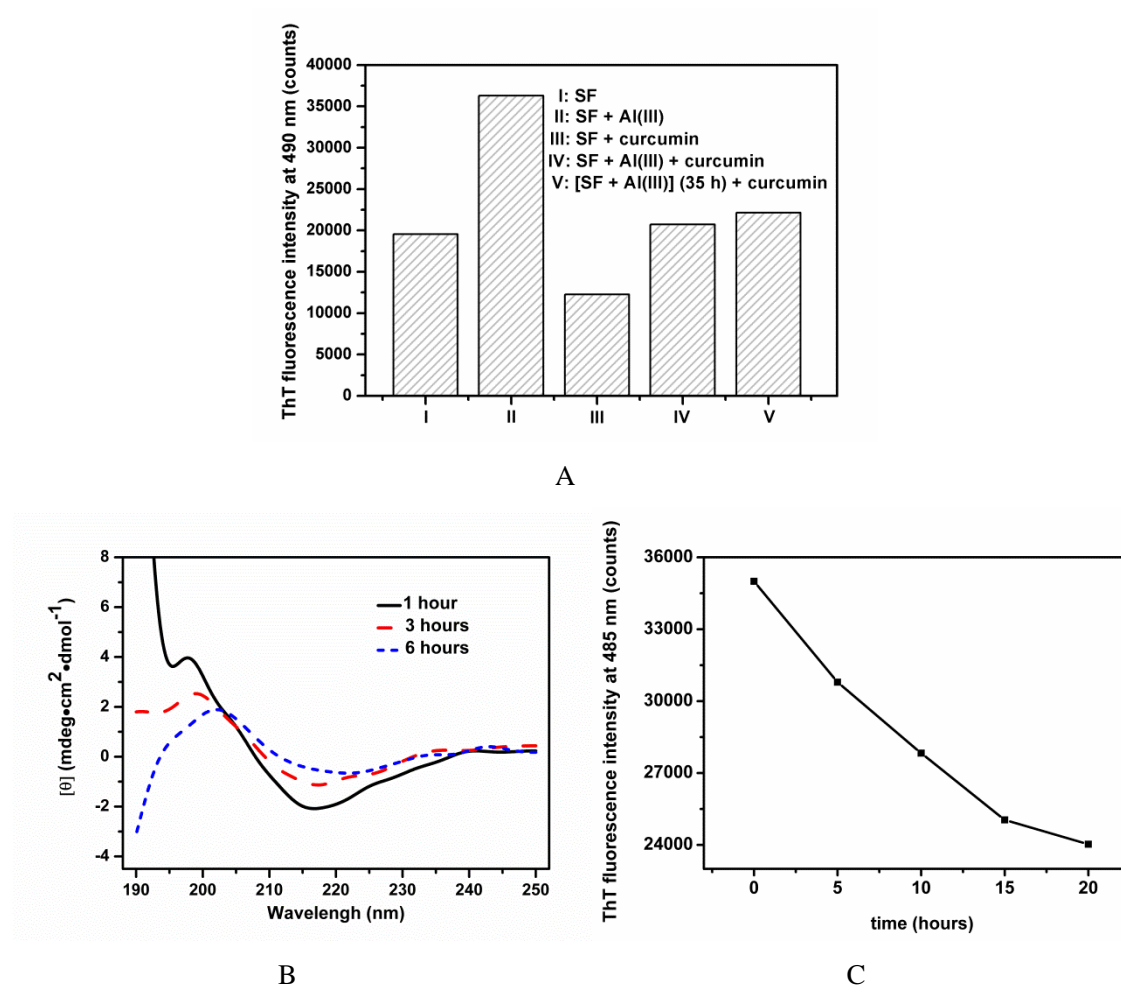 ThT fluorescence intensity at 490 nm (counts)
40000
35000
30000
25000
20000
15000
10000
5000
0
I: SF
II: SF + Al(III)
III: SF + curcumin
IV: SF + Al(III) + curcumin
V: [SF + Al(III)] (35 h) + curcumin
I II III IV V
A
[θ] (mdeg•cm²•dmol⁻¹)
8
6
4
2
0
-2
-4
1 hour
3 hours
6 hours
190 200 210 220 230 240 250
Wavelengh (nm)
B
ThT fluorescence intensity at 485 nm (counts)
36000
33000
30000
27000
24000
0 5 10 15 20
time (hours)
C